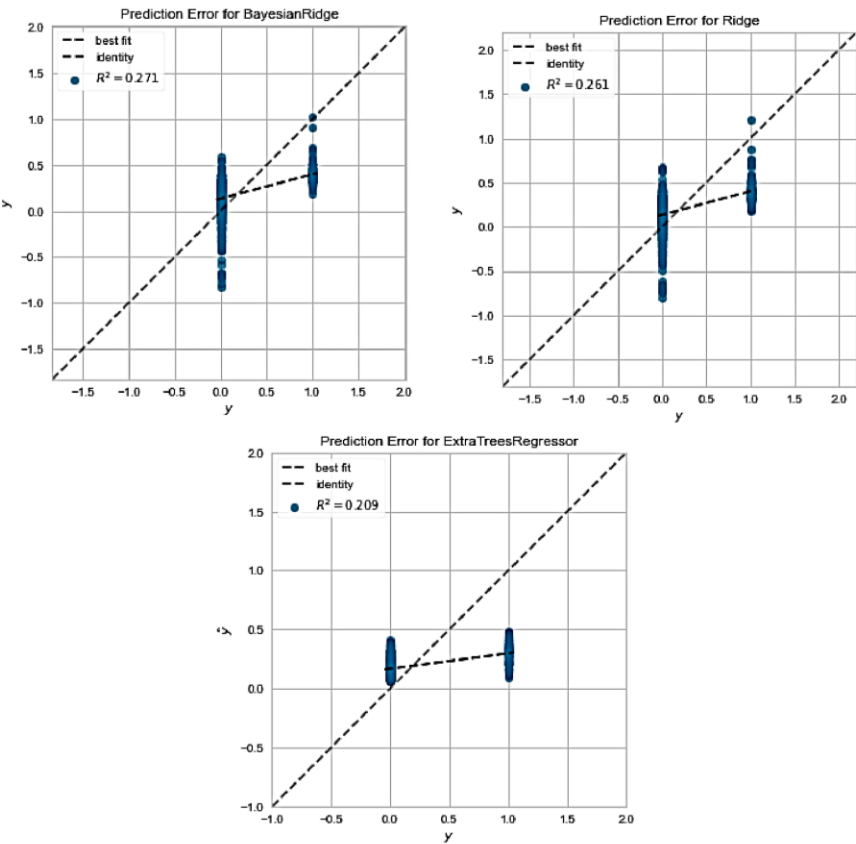 Prediction Error for BayesianRidge
2.0
1.5
1.0
0.5
0.0
−0.5
−1.0
−1.5
best fit
identity
R² = 0.271
y
−1.5 −1.0 −0.5 0.0 0.5 1.0 1.5 2.0
y
Prediction Error for Ridge
2.0
1.5
1.0
0.5
0.0
−0.5
−1.0
−1.5
best fit
identity
R² = 0.261
y
−1.5 −1.0 −0.5 0.0 0.5 1.0 1.5 2.0
y
Prediction Error for ExtraTreesRegressor
2.0
1.5
1.0
0.5
0.0
−0.5
−1.0
best fit
identity
R² = 0.209
ŷ
−1.0 −0.5 0.0 0.5 1.0 1.5 2.0
y